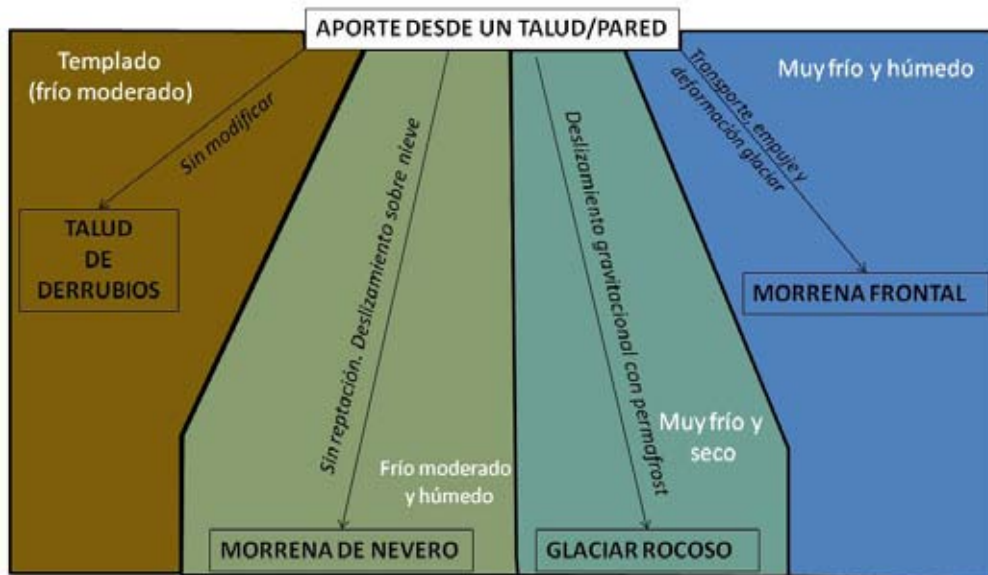 APORTE DESDE UN TALUD/PARED
Templado
(frío moderado)
Sin modificar
TALUD
DE
DERRUBIOS
Sin reptación. Deslizamiento sobre nieve
Frío moderado
y húmedo
MORRENA DE NEVERO
Deslizamiento gravitacional con permafrost
Muy frío y
seco
GLACIAR ROCOSO
Muy frío y húmedo
Transporte, empuje y
deformación glaciar
MORRENA FRONTAL